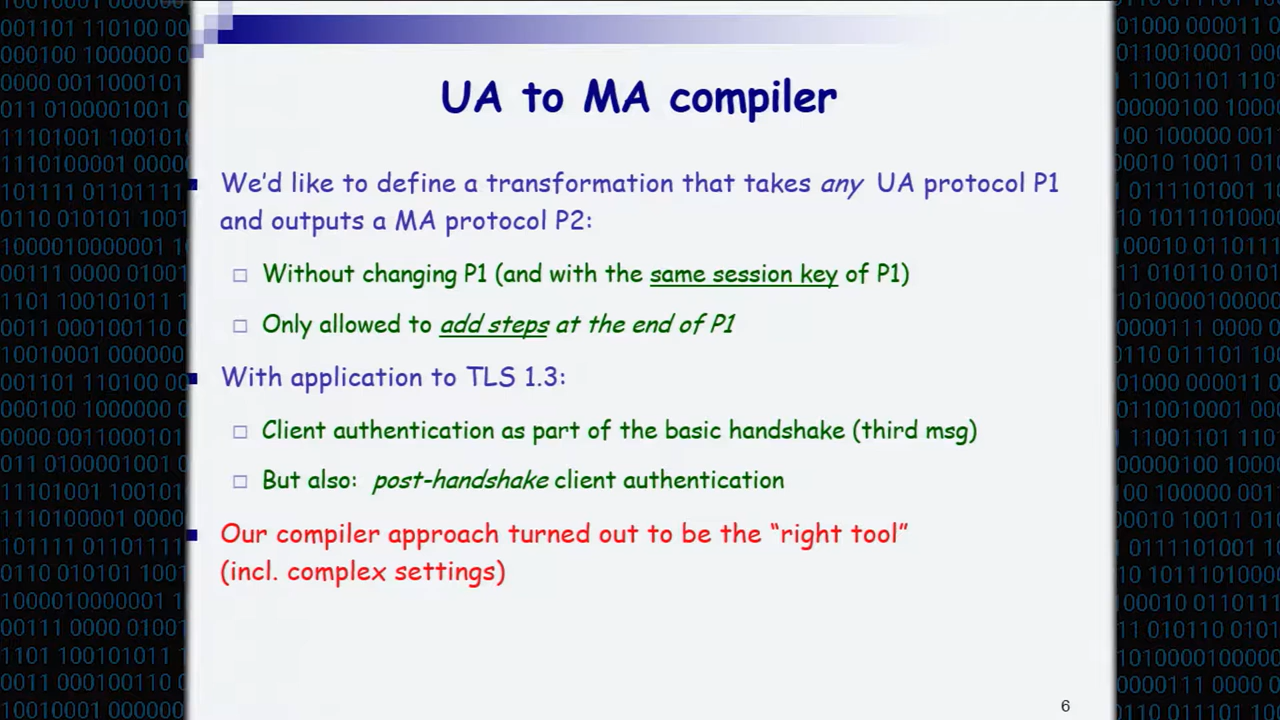 UA to MA compiler
We'd like to define a transformation that takes any UA protocol P1
and outputs a MA protocol P2:
Without changing P1 (and with the same session key of P1)
Only allowed to add steps at the end of P1
With application to TLS 1.3:
Client authentication as part of the basic handshake (third msg)
But also: post-handshake client authentication
Our compiler approach turned out to be the “right tool”
(incl. complex settings)
6